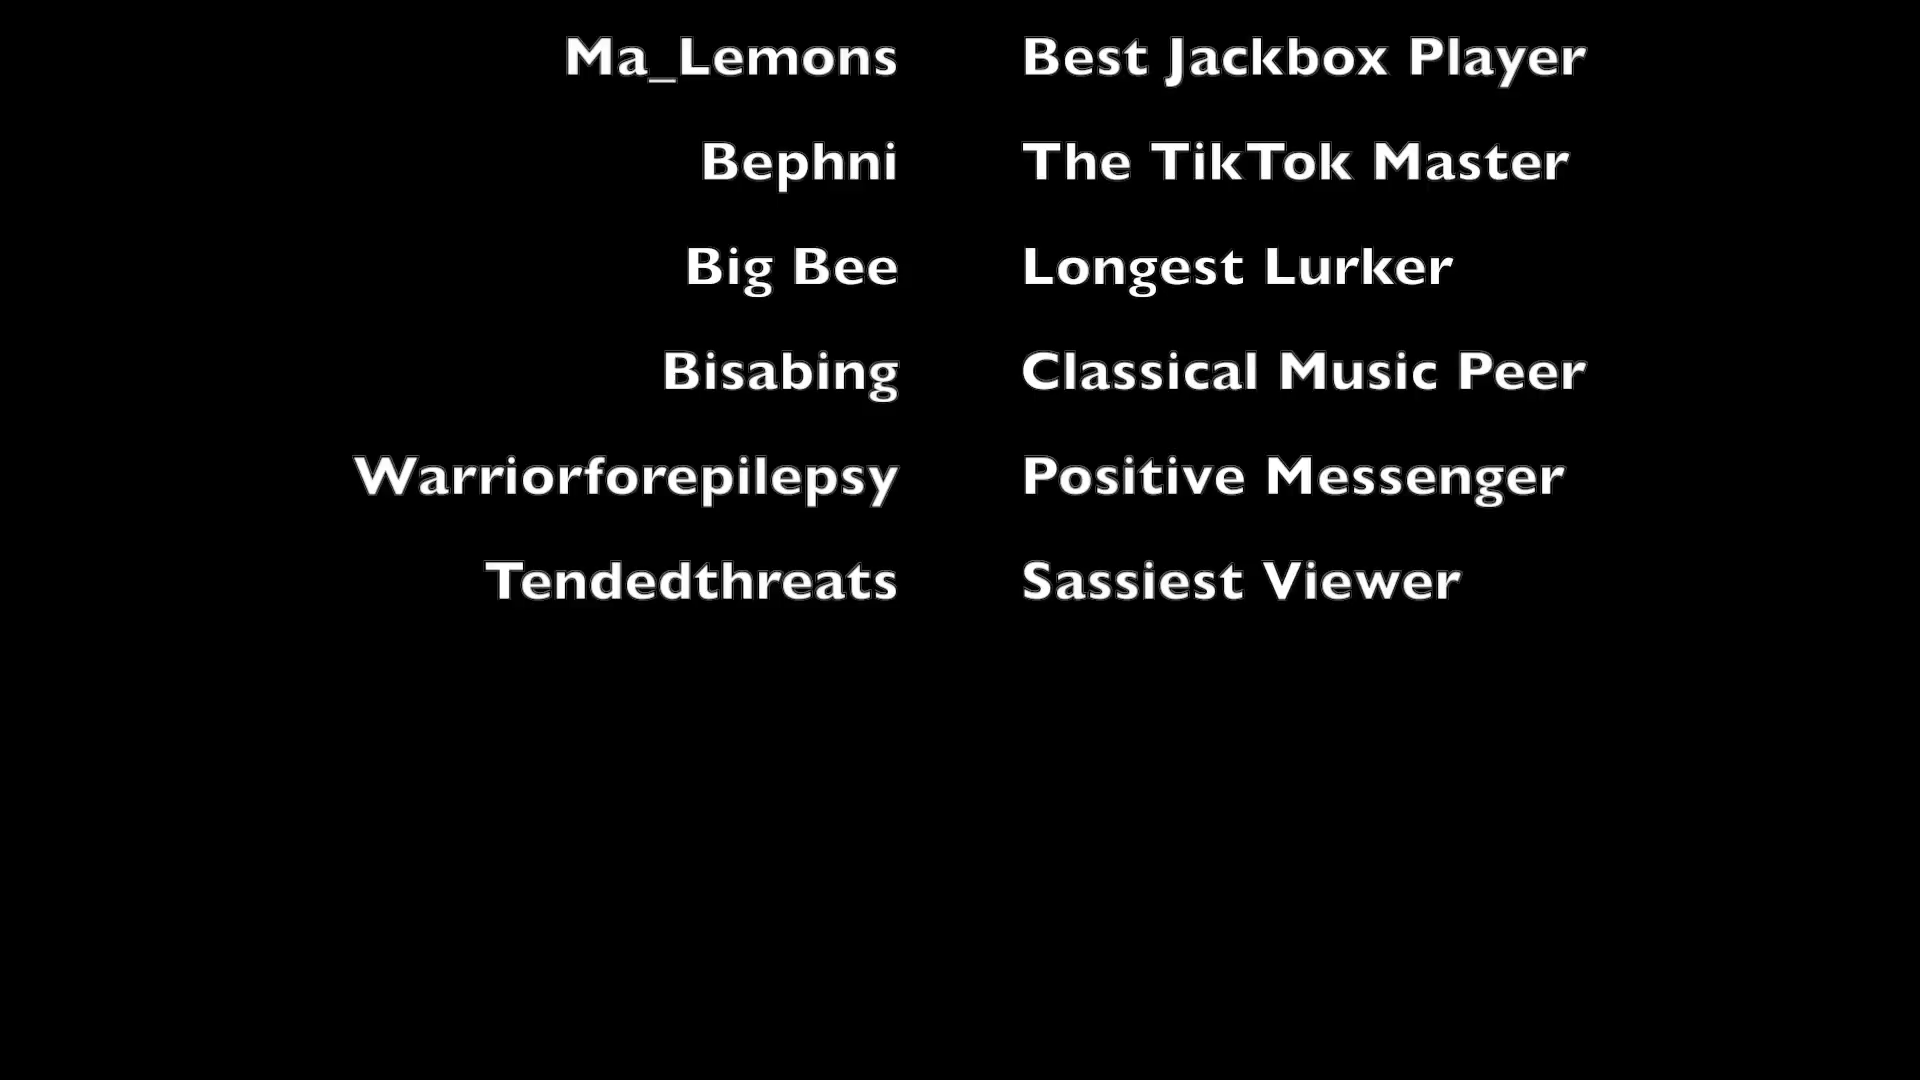 Ma_Lemons Best Jackbox Player
Bephni The TikTok Master
Big Bee Longest Lurker
Bisabing Classical Music Peer
Warriorforepilepsy Positive Messenger
Tendedthreats Sassiest Viewer